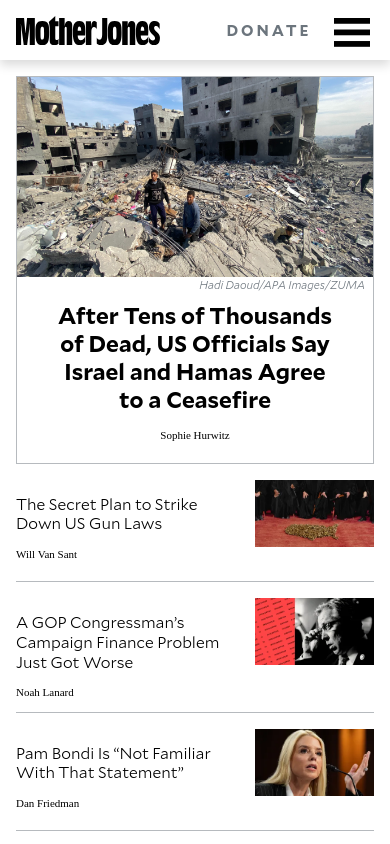 Mother Jones
DONATE
Hadi Daoud/APA Images/ZUMA
After Tens of Thousands
of Dead, US Officials Say
Israel and Hamas Agree
to a Ceasefire
Sophie Hurwitz
The Secret Plan to Strike
Down US Gun Laws
Will Van Sant
A GOP Congressman’s
Campaign Finance Problem
Just Got Worse
Noah Lanard
Pam Bondi Is “Not Familiar
With That Statement”
Dan Friedman